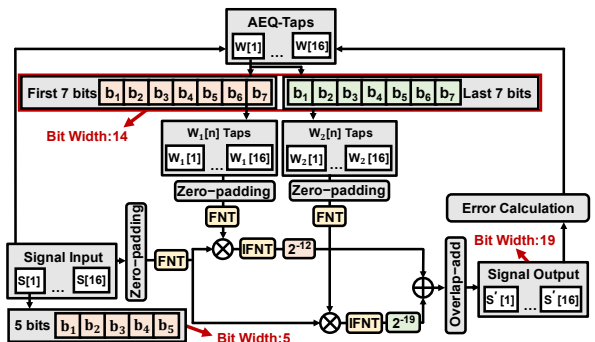 AEQ-Taps
W[1] ... W[16]
First 7 bits b₁ b₂ b₃ b₄ b₅ b₆ b₇
b₁ b₂ b₃ b₄ b₅ b₆ b₇ Last 7 bits
Bit Width:14
W₁[n] Taps
W₁[1] ... W₁[16]
W₂[n] Taps
W₂[1] ... W₂[16]
Zero-padding
Zero-padding
FNT
FNT
Error Calculation
Bit Width:19
Signal Input
S[1] ... S[16]
Zero-padding
FNT
IFNT
2⁻¹²
IFNT
2⁻¹⁹
Overlap-add
Signal Output
S'[1] ... S'[16]
5 bits b₁ b₂ b₃ b₄ b₅
Bit Width:5